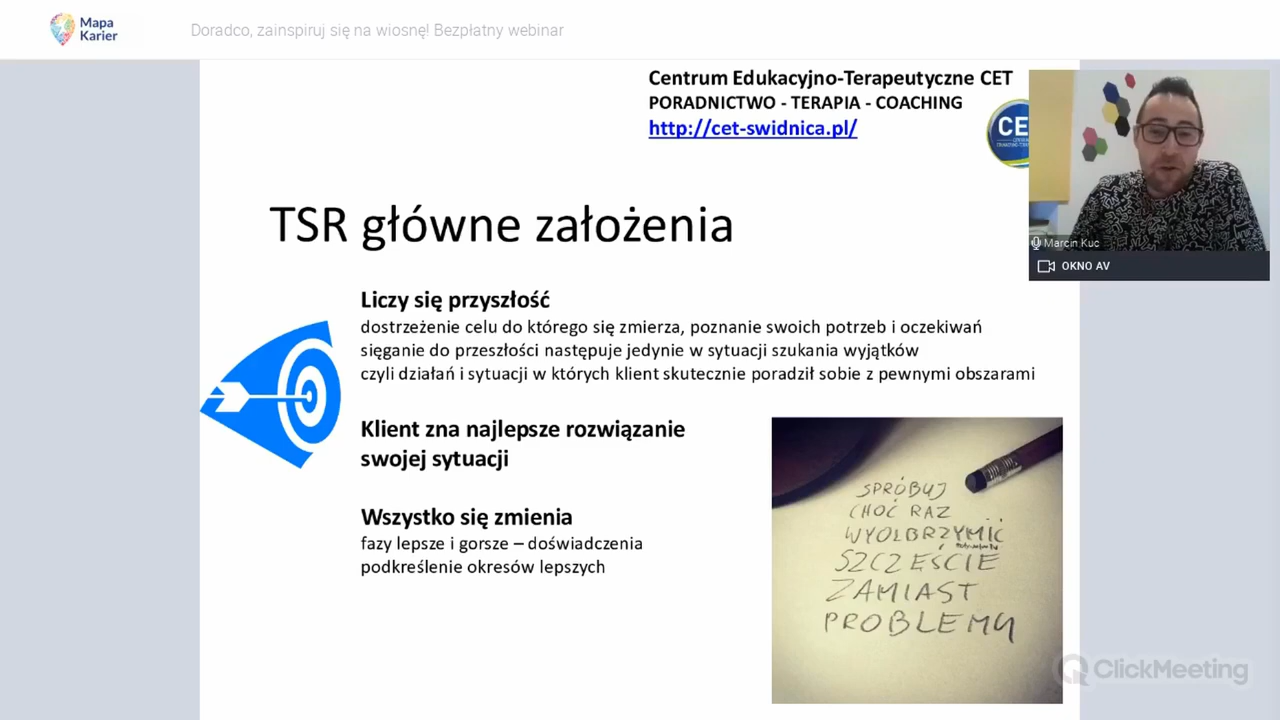 Mapa
Karier
Doradco, zainspiruj się na wiosnę! Bezpłatny webinar
Centrum Edukacyjno-Terapeutyczne CET
PORADNICTWO - TERAPIA - COACHING
http://cet-swidnica.pl/
CE
Marcin Kuc
OKNO AV
TSR główne założenia
Liczy się przyszłość
dostrzeżenie celu do którego się zmierza, poznanie swoich potrzeb i oczekiwań
sięganie do przeszłości następuje jedynie w sytuacji szukania wyjątków
czyli działań i sytuacji w których klient skutecznie poradził sobie z pewnymi obszarami
Klient zna najlepsze rozwiązanie
swojej sytuacji
Wszystko się zmienia
fazy lepsze i gorsze – doświadczenia
podkreślenie okresów lepszych
SPRÓBUJ
CHOĆ RAZ
WYOLBRZYMIĆ
SZCZĘŚCIE
ZAMIAST
PROBLEMU
ClickMeeting